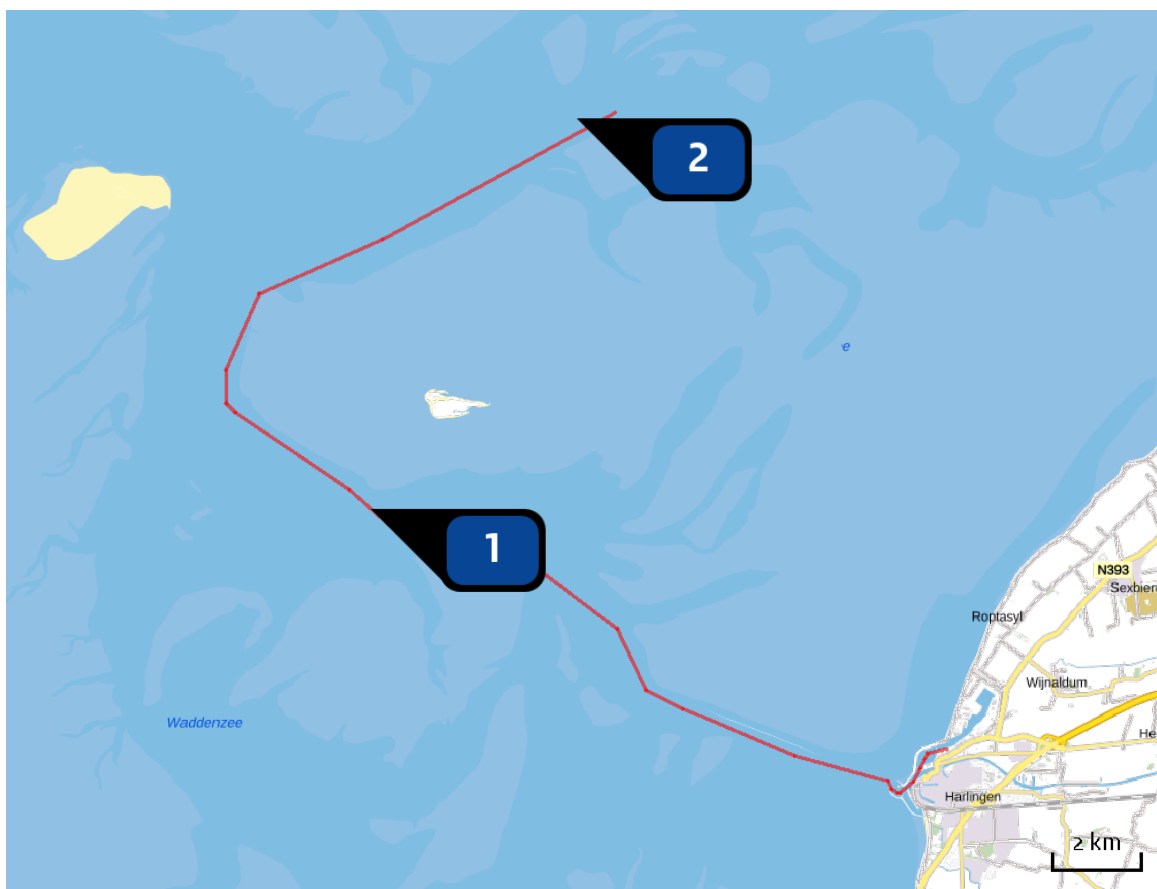 2
e
1
N393
Sexbier
Roptasyl
Wijnaldum
Waddenzee
He
Harlingen
2 km